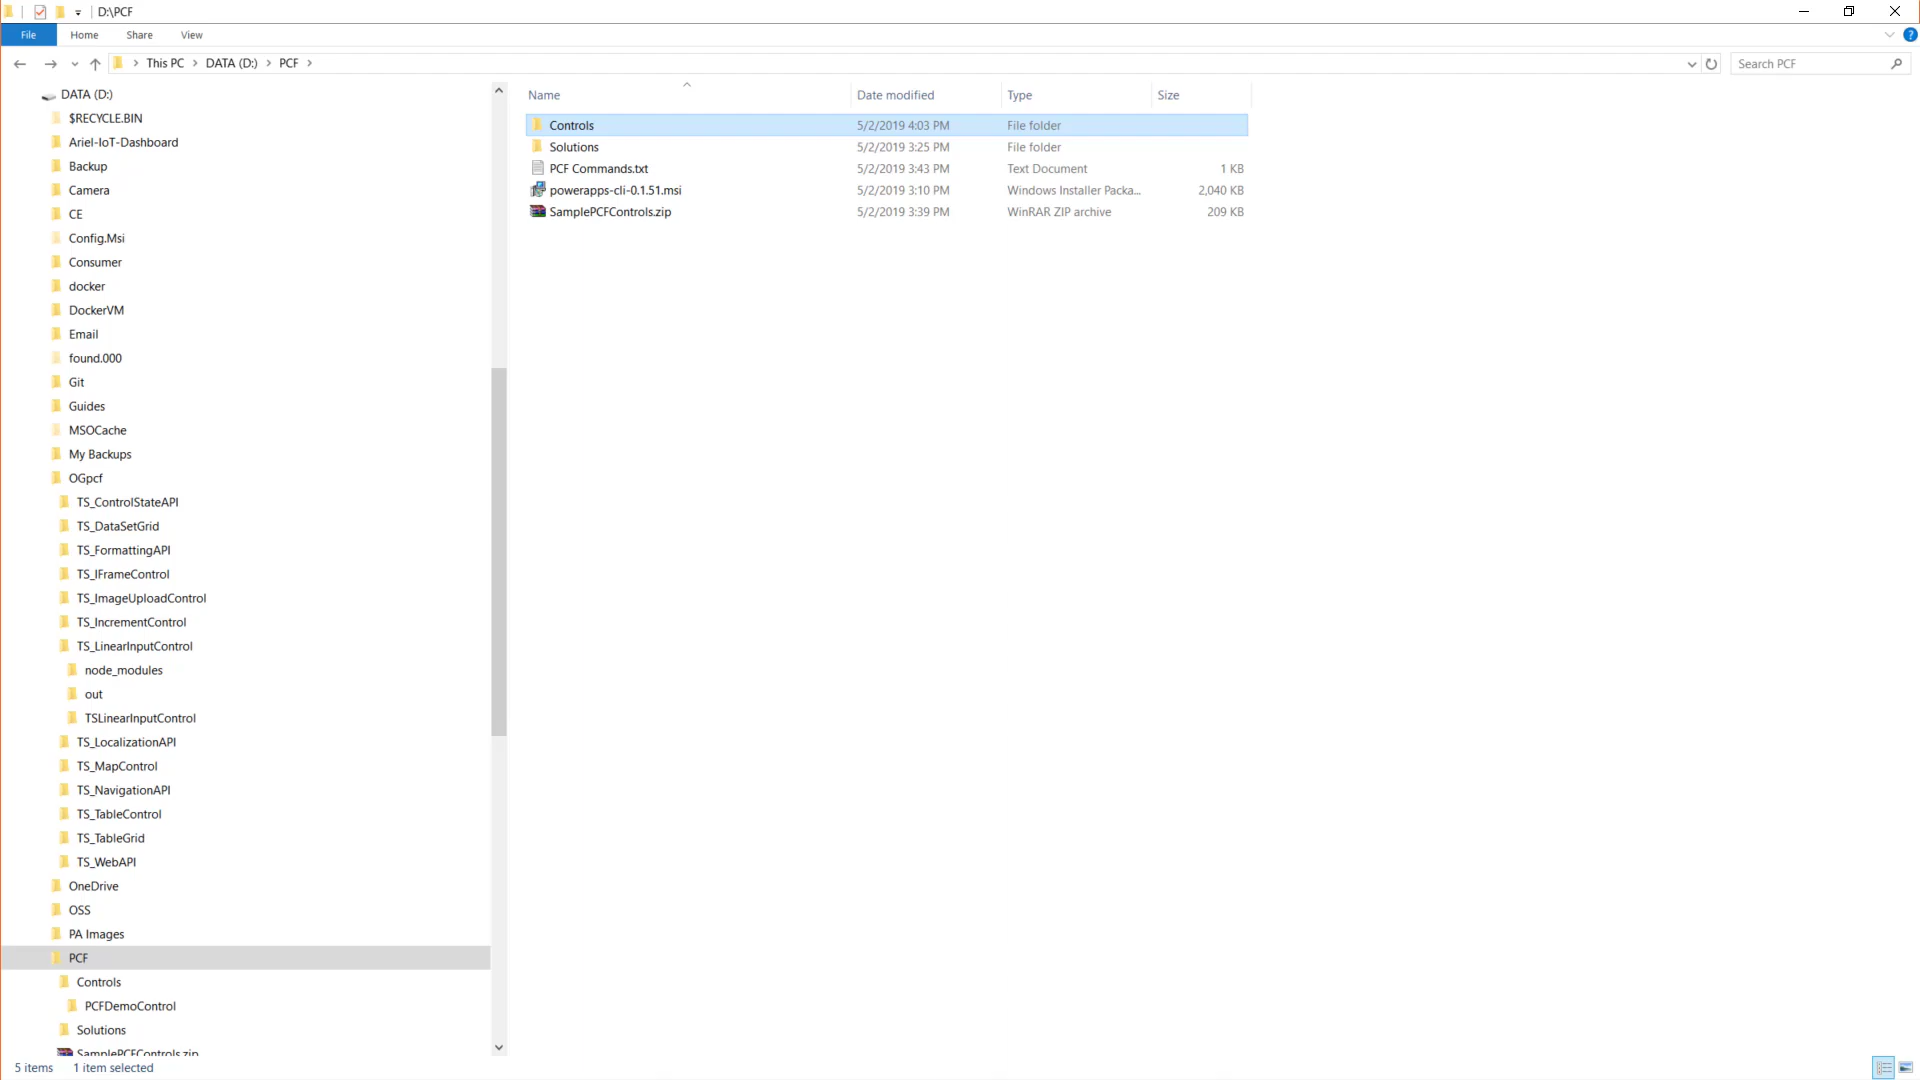 D:\PCF
File Home Share View
This PC > DATA (D:) > PCF >
Search PCF
Name Date modified Type Size
Controls 5/2/2019 4:03 PM File folder
Solutions 5/2/2019 3:25 PM File folder
PCF Commands.txt 5/2/2019 3:43 PM Text Document 1 KB
powerapps-cli-0.1.51.msi 5/2/2019 3:10 PM Windows Installer Packa... 2,040 KB
SamplePCFControls.zip 5/2/2019 3:39 PM WinRAR ZIP archive 209 KB
DATA (D:)
$RECYCLE.BIN
Ariel-IoT-Dashboard
Backup
Camera
CE
Config.Msi
Consumer
docker
DockerVM
Email
found.000
Git
Guides
MSOCache
My Backups
OGpcf
TS_ControlStateAPI
TS_DataSetGrid
TS_FormattingAPI
TS_IFrameControl
TS_ImageUploadControl
TS_IncrementControl
TS_LinearInputControl
node_modules
out
TSLinearInputControl
TS_LocalizationAPI
TS_MapControl
TS_NavigationAPI
TS_TableControl
TS_TableGrid
TS_WebAPI
OneDrive
OSS
PA Images
PCF
Controls
PCFDemoControl
Solutions
SamplePCFControls.zip
5 items 1 item selected